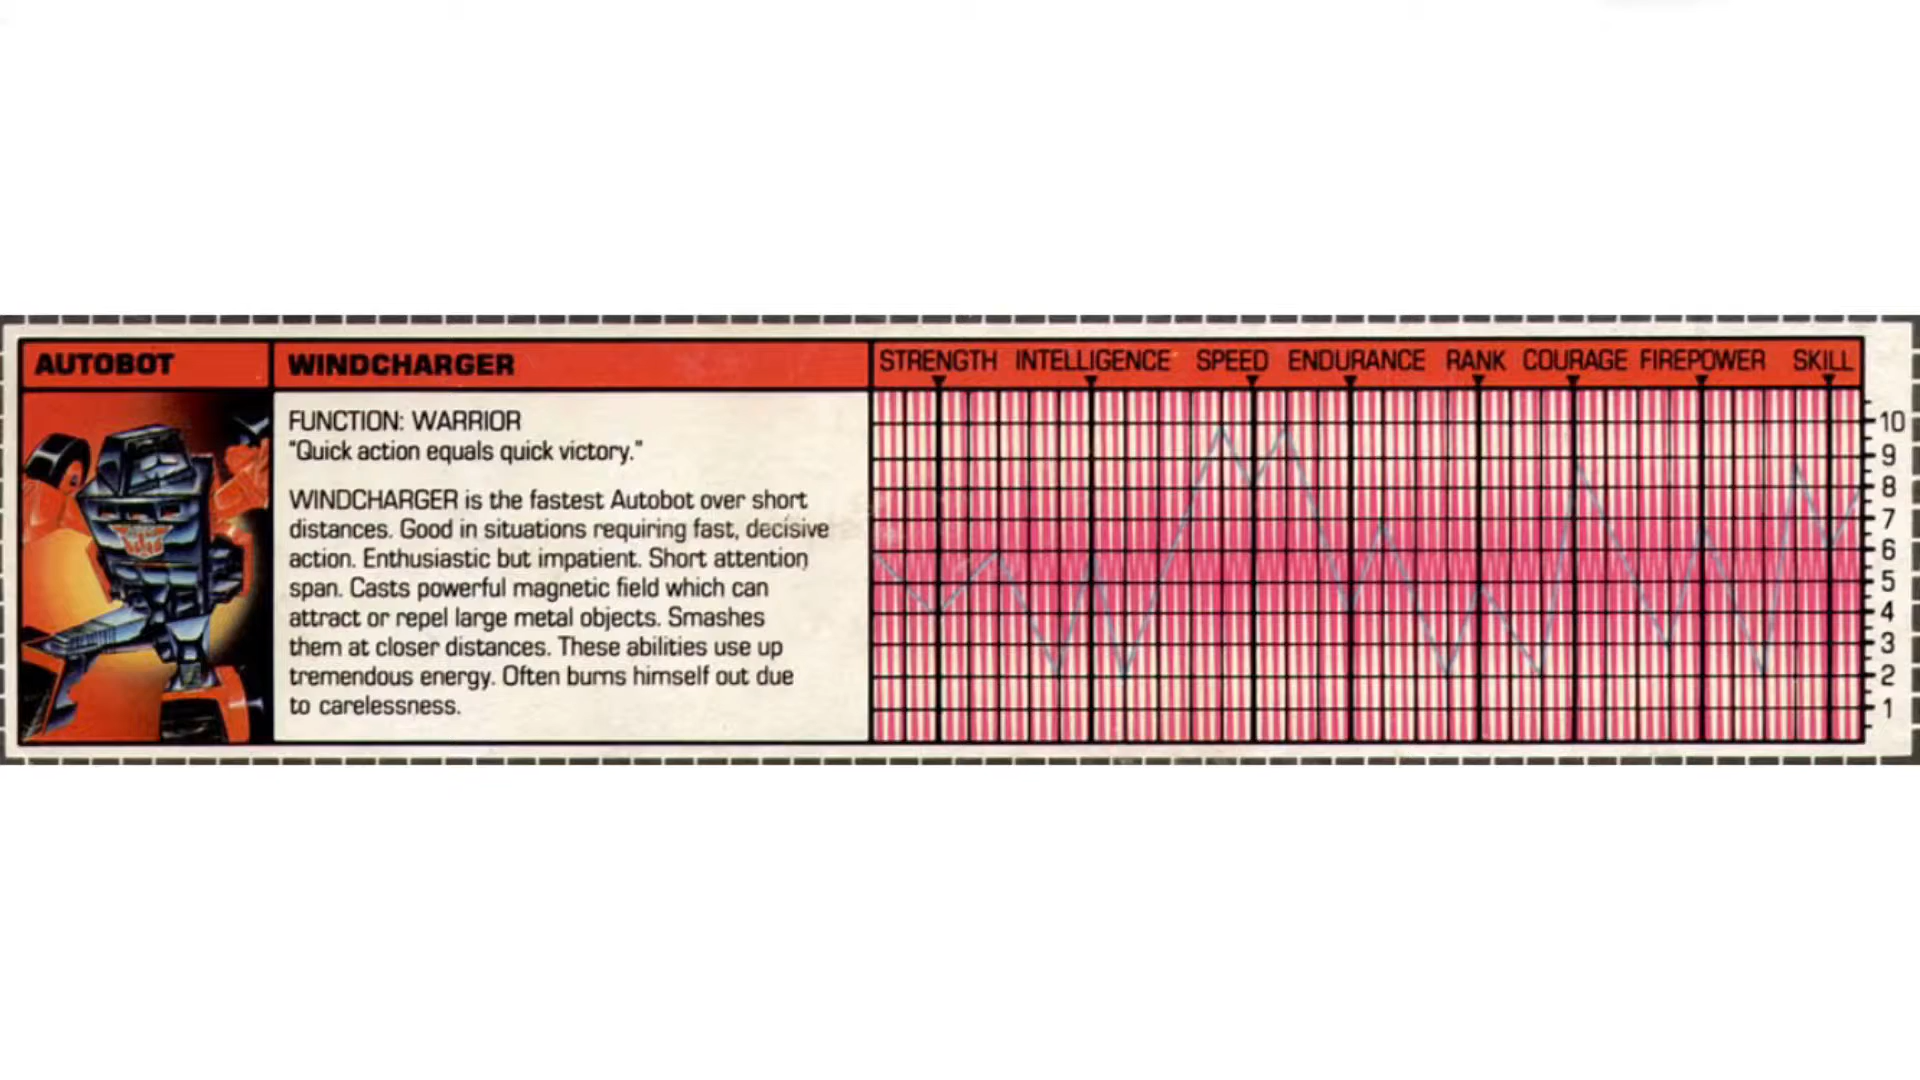 AUTOBOT
WINDCHARGER
STRENGTH INTELLIGENCE SPEED ENDURANCE RANK COURAGE FIREPOWER SKILL
FUNCTION: WARRIOR
"Quick action equals quick victory."
WINDCHARGER is the fastest Autobot over short
distances. Good in situations requiring fast, decisive
action. Enthusiastic but impatient. Short attention
span. Casts powerful magnetic field which can
attract or repel large metal objects. Smashes
them at closer distances. These abilities use up
tremendous energy. Often burns himself out due
to carelessness.
10
9
8
7
6
5
4
3
2
1